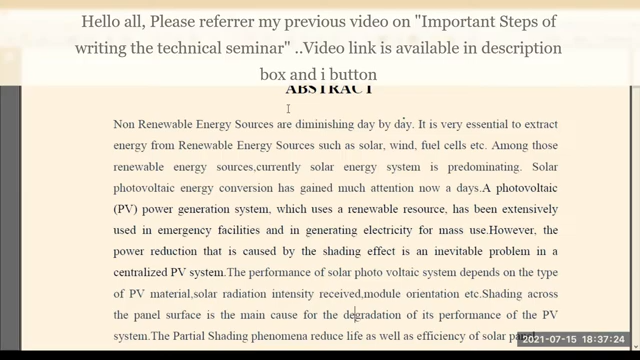 Hello all, Please referrer my previous video on "Important Steps of
writing the technical seminar" ..Video link is available in description
box and i button
ABSTRACT
Non Renewable Energy Sources are diminishing day by day. It is very essential to extract
energy from Renewable Energy Sources such as solar, wind, fuel cells etc. Among those
renewable energy sources,currently solar energy system is predominating. Solar
photovoltaic energy conversion has gained much attention now a days.A photovoltaic
(PV) power generation system, which uses a renewable resource, has been extensively
used in emergency facilities and in generating electricity for mass use.However, the
power reduction that is caused by the shading effect is an inevitable problem in a
centralized PV system.The performance of solar photo voltaic system depends on the type
of PV material,solar radiation intensity received,module orientation etc.Shading across
the panel surface is the main cause for the degradation of its performance of the PV
system.The Partial Shading phenomena reduce life as well as efficiency of solar panel
2021-07-15 18:37:24